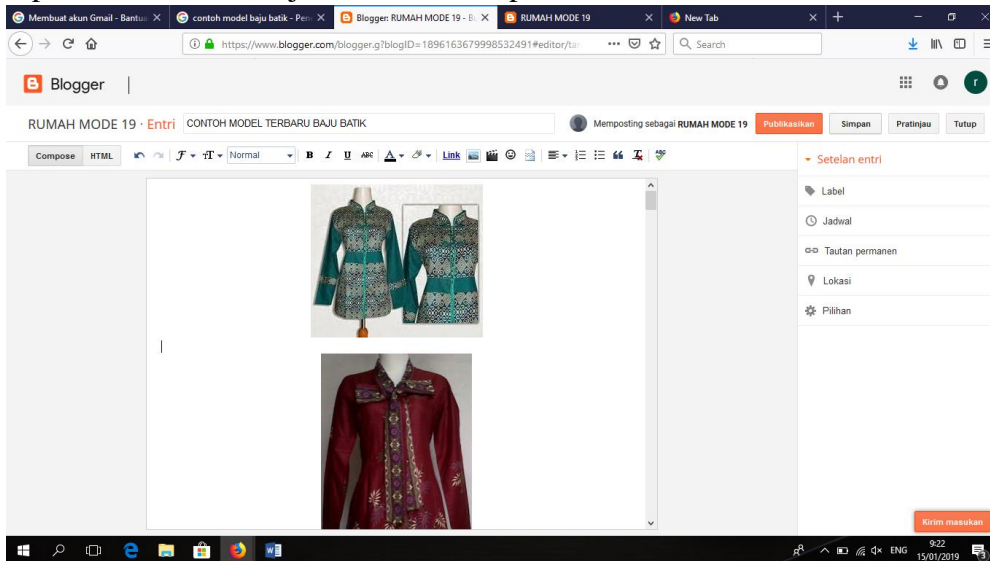 Membuat akun Gmail - Bantua
contoh model baju batik - Pen
Blogger: RUMAH MODE 19 - B
RUMAH MODE 19
New Tab
https://www.blogger.com/blogger.g?blogID=1896163679998532491#editor/tar
Search
Blogger
r
RUMAH MODE 19 · Entri
CONTOH MODEL TERBARU BAJU BATIK
Memposting sebagai RUMAH MODE 19
Publikasikan
Simpan
Pratinjau
Tutup
Compose
HTML
Normal
B I U ABC A Link
Setelan entri
Label
Jadwal
Tautan permanen
Lokasi
Pilihan
Kirim masukan
ENG
9:22
15/01/2019